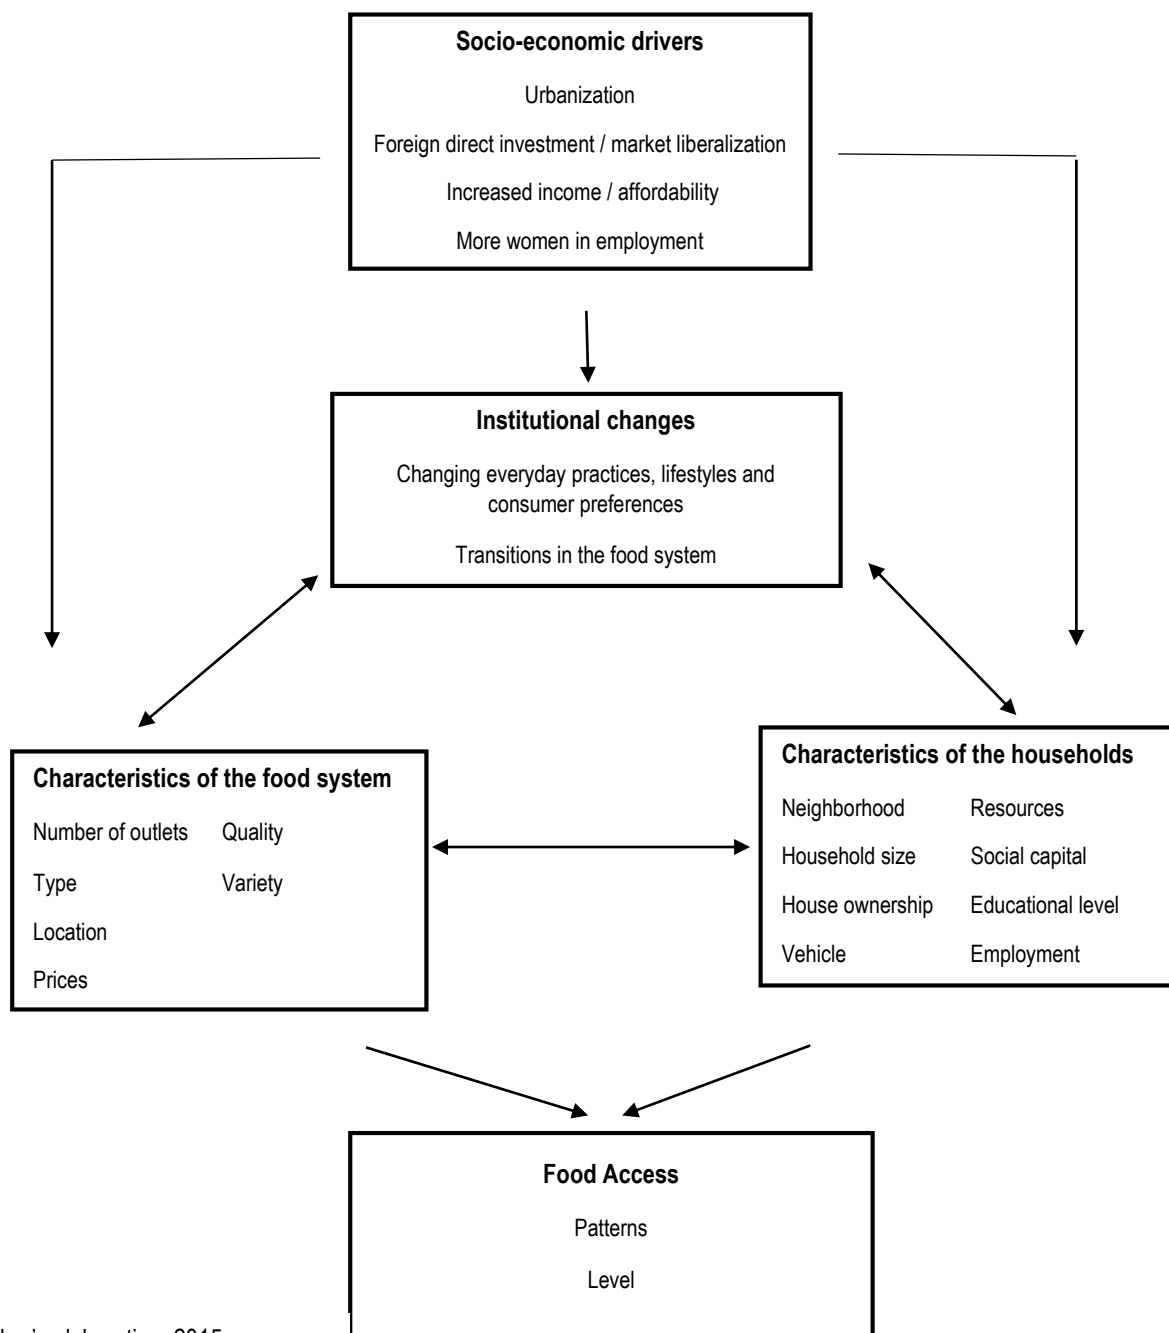 Socio-economic drivers
Urbanization
Foreign direct investment / market liberalization
Increased income / affordability
More women in employment
Institutional changes
Changing everyday practices, lifestyles and
consumer preferences
Transitions in the food system
Characteristics of the food system
Number of outlets Quality
Type Variety
Location
Prices
Characteristics of the households
Neighborhood Resources
Household size Social capital
House ownership Educational level
Vehicle Employment
Food Access
Patterns
Level
2015